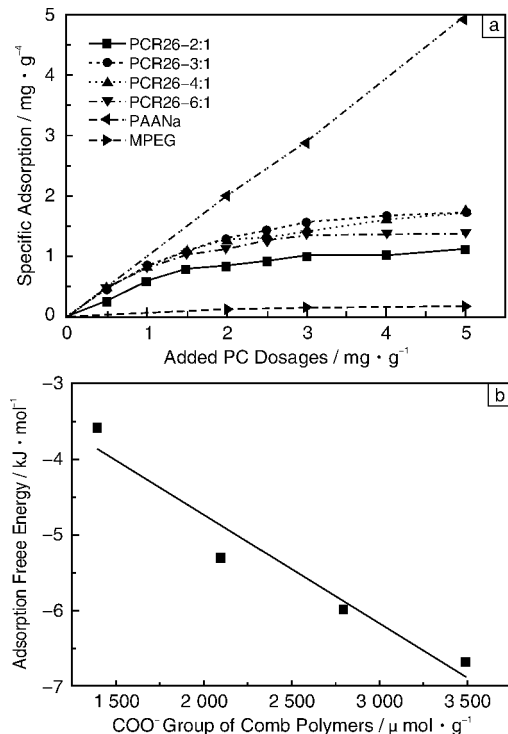 a
5
4
3
2
1
0
PCR26-2:1
PCR26-3:1
PCR26-4:1
PCR26-6:1
PAANa
MPEG
Specific Adsorption / mg · g⁻⁴
0 1 2 3 4 5
Added PC Dosages / mg · g⁻¹
b
-3
-4
-5
-6
-7
Adsorption Freee Energy / kJ · mol⁻¹
1 500 2 000 2 500 3 000 3 500
COO⁻ Group of Comb Polymers / μ mol · g⁻¹